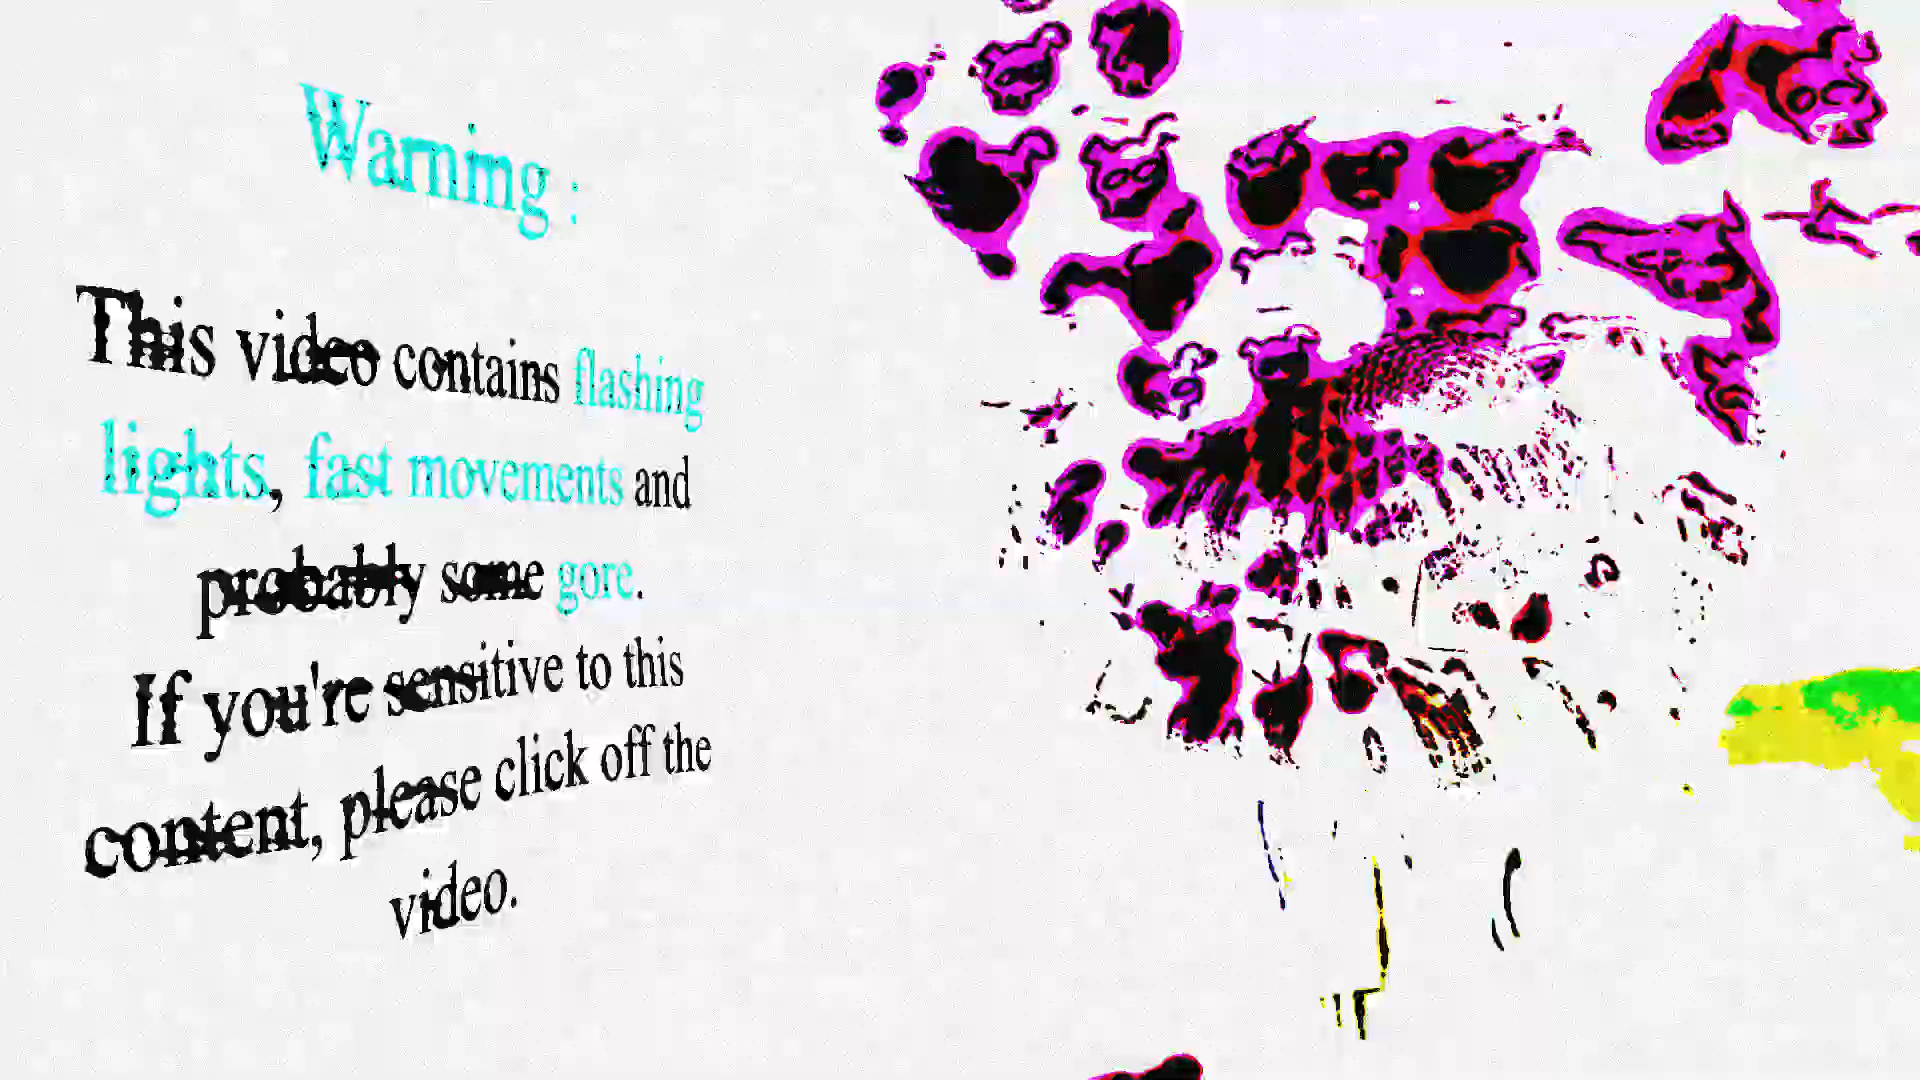 Warning :
This video contains flashing
lights, fast movements and
probably some gore.
If you're sensitive to this
content, please click off the
video.